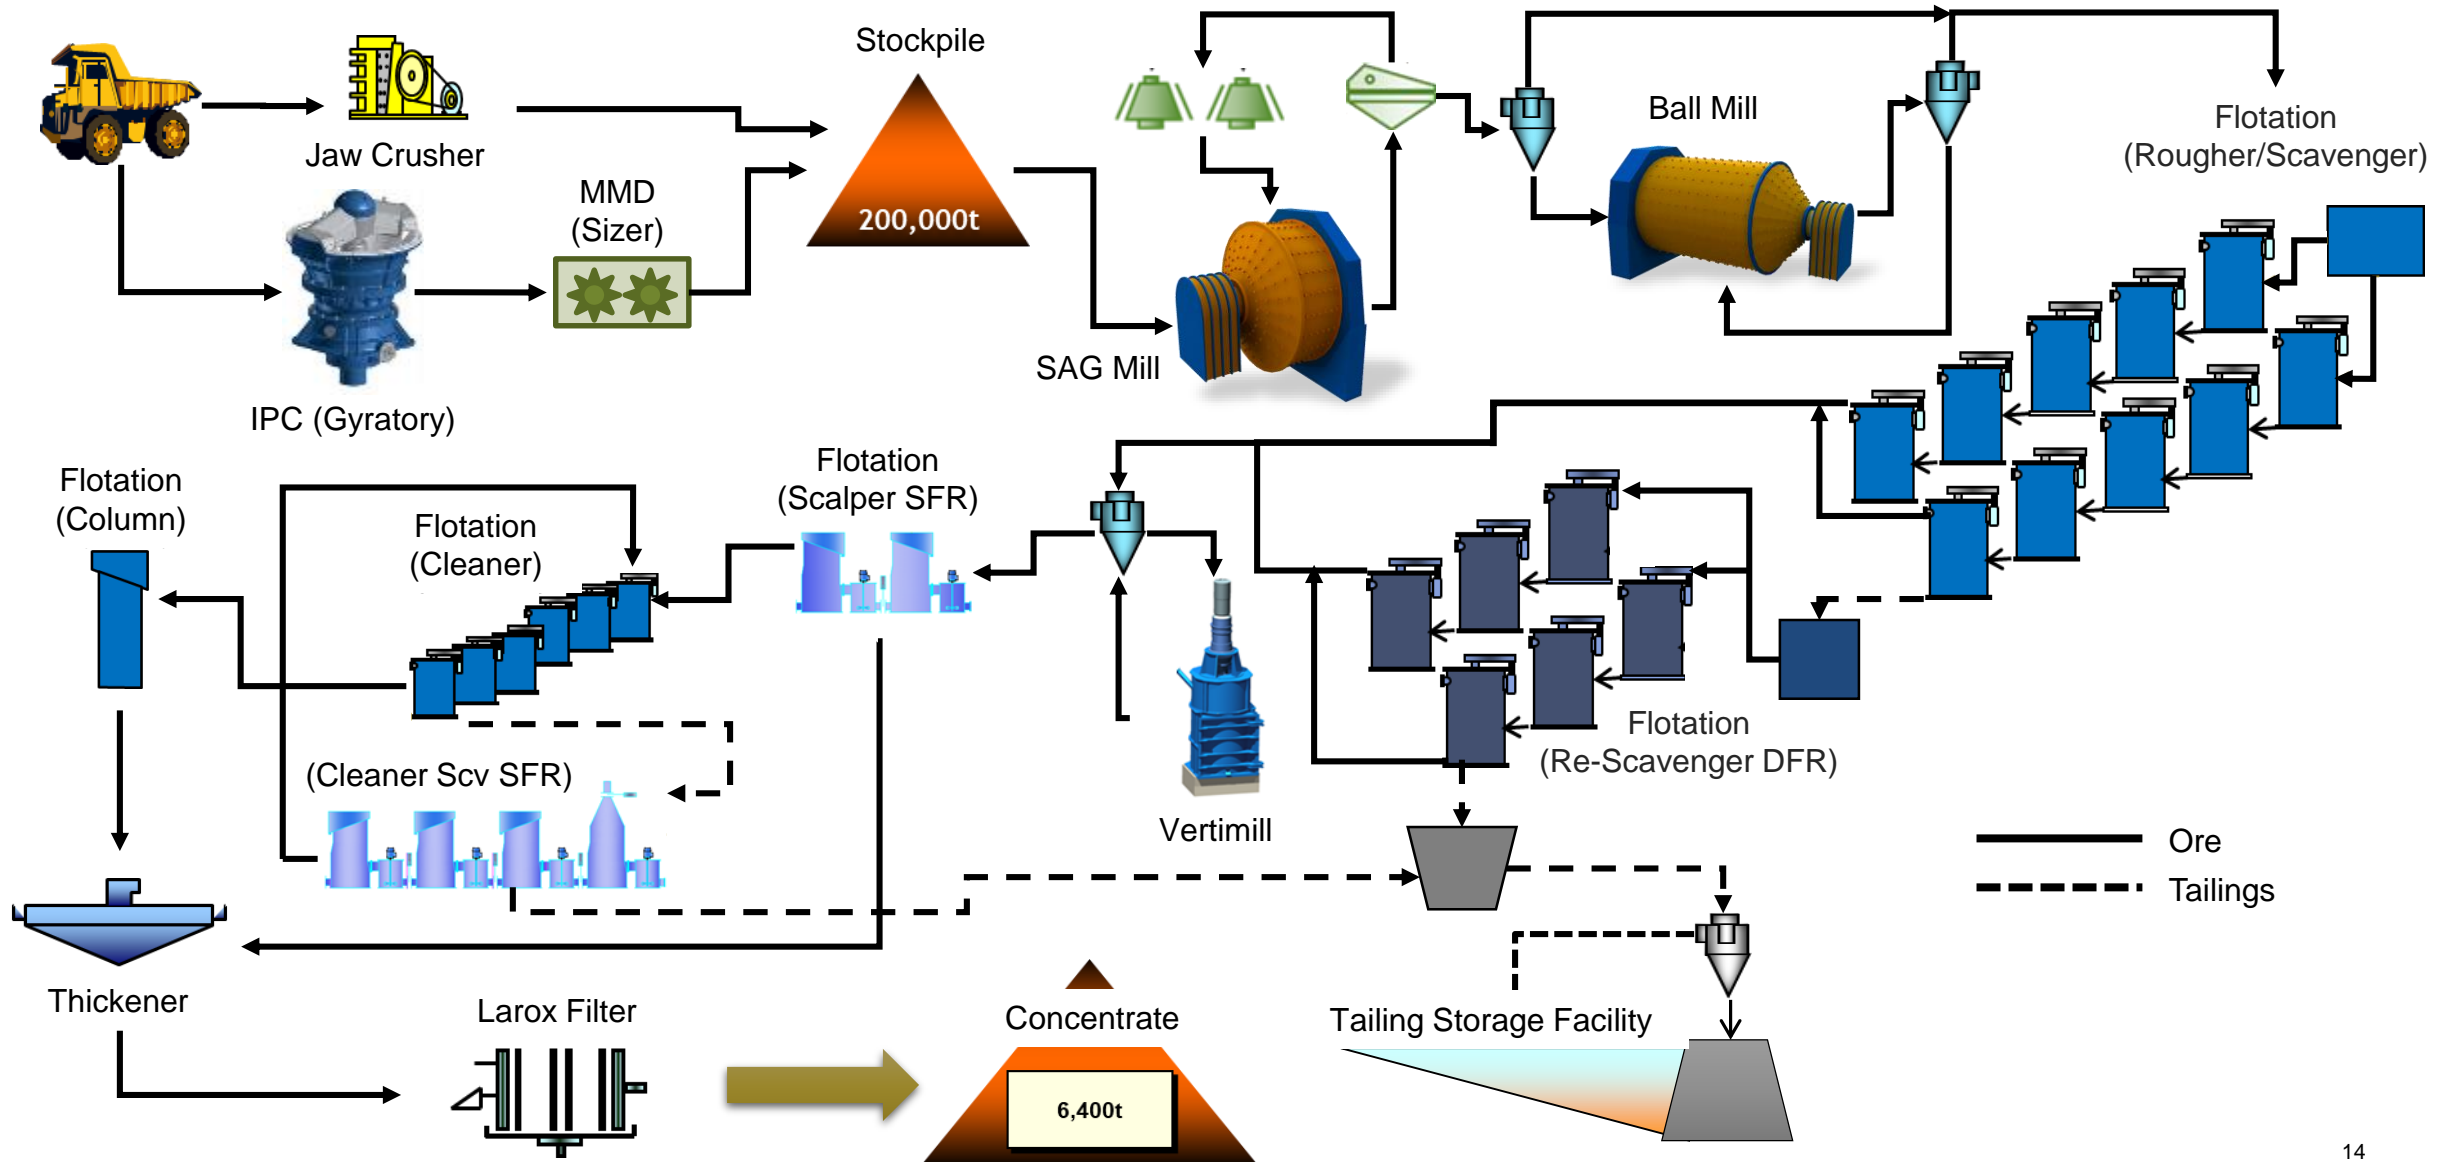 Stockpile
Jaw Crusher
Ball Mill
Flotation
(Rougher/Scavenger)
MMD
(Sizer)
200,000t
SAG Mill
IPC (Gyratory)
Flotation
(Column)
Flotation
(Cleaner)
Flotation
(Scalper SFR)
Flotation
(Re-Scavenger DFR)
(Cleaner Scv SFR)
Vertimill
Ore
Tailings
Thickener
Larox Filter
Concentrate
Tailing Storage Facility
6,400t
14